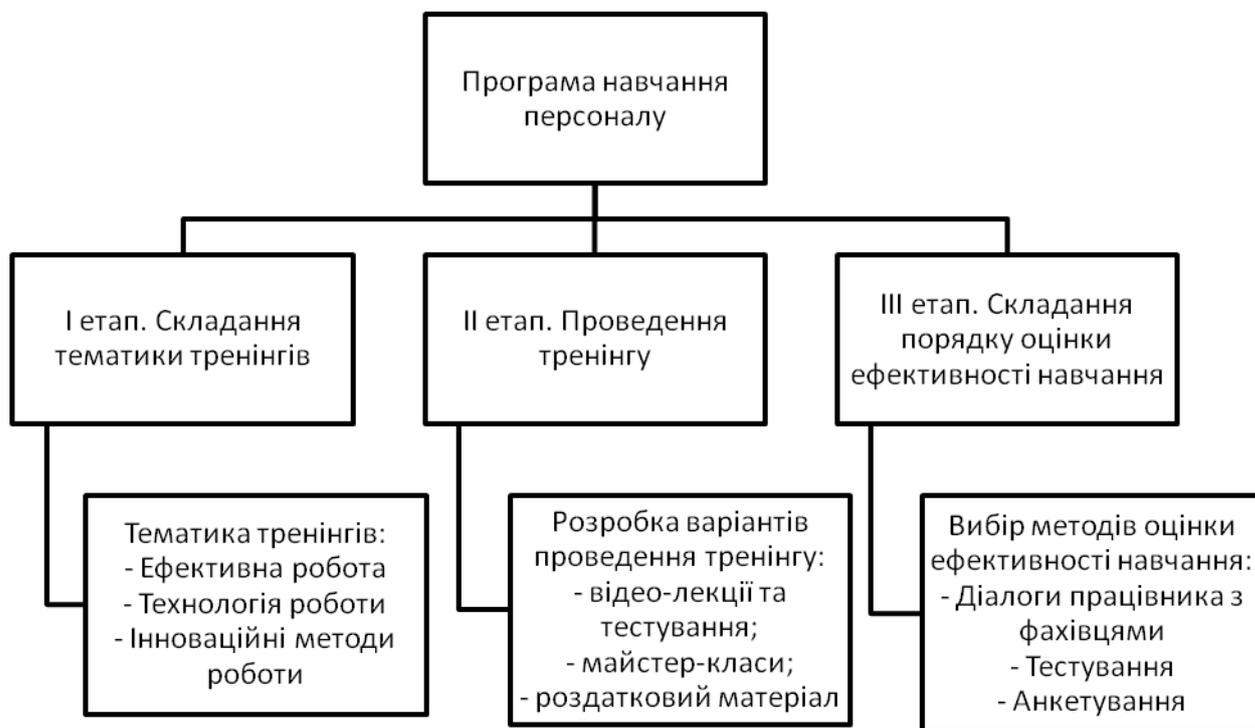 Програма навчання
персоналу
І етап. Складання
тематики тренінгів
ІІ етап. Проведення
тренінгу
ІІІ етап. Складання
порядку оцінки
ефективності навчання
Тематика тренінгів:
- Ефективна робота
- Технологія роботи
- Інноваційні методи
роботи
Розробка варіантів
проведення тренінгу:
- відео-лекції та
тестування;
- майстер-класи;
- роздатковий матеріал
Вибір методів оцінки
ефективності навчання:
- Діалоги працівника з
фахівцями
- Тестування
- Анкетування